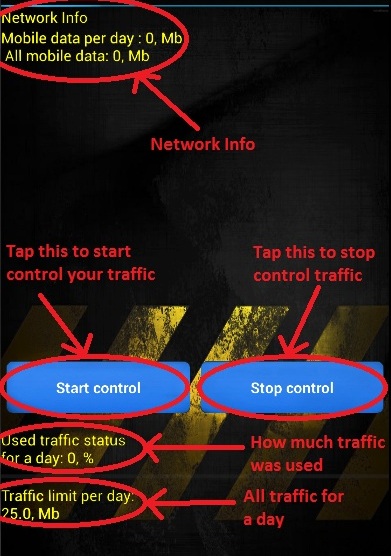 Network Info
Mobile data per day : 0, Mb
All mobile data: 0, Mb
Network Info
Tap this to start
control your traffic
Tap this to stop
control traffic
Start control
Stop control
Used traffic status
for a day: 0, %
How much traffic
was used
Traffic limit per day:
25.0, Mb
All traffic for
a day